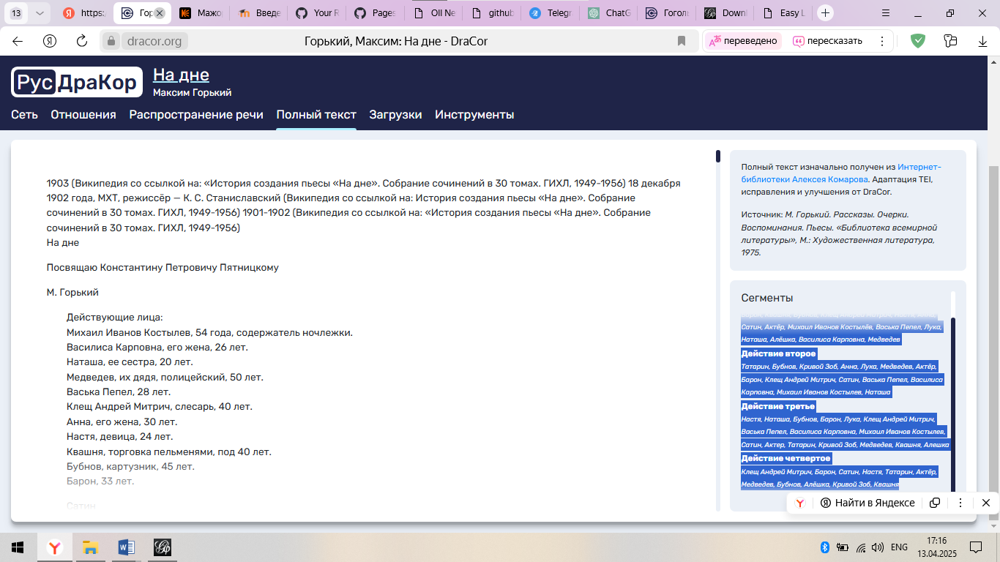 13
https:
Гор
Мажо
Введе
Your R
Pages
Oll Ne
github
Telegr
ChatG
Гоголь
Downl
Easy L
dracor.org
Горький, Максим: На дне - DraCor
переведено
пересказать
РусДраКор
На дне
Максим Горький
Сеть Отношения Распространение речи Полный текст Загрузки Инструменты
1903 (Википедия со ссылкой на: «История создания пьесы «На дне». Собрание сочинений в 30 томах. ГИХЛ, 1949-1956) 18 декабря
1902 года, МХТ, режиссёр — К. С. Станиславский (Википедия со ссылкой на: История создания пьесы «На дне». Собрание
сочинений в 30 томах. ГИХЛ, 1949-1956) 1901-1902 (Википедия со ссылкой на: «История создания пьесы «На дне». Собрание
сочинений в 30 томах. ГИХЛ, 1949-1956)
На дне
Посвящаю Константину Петровичу Пятницкому
М. Горький
Действующие лица:
Михаил Иванов Костылев, 54 года, содержатель ночлежки.
Василиса Карповна, его жена, 26 лет.
Наташа, ее сестра, 20 лет.
Медведев, их дядя, полицейский, 50 лет.
Васька Пепел, 28 лет.
Клещ Андрей Митрич, слесарь, 40 лет.
Анна, его жена, 30 лет.
Настя, девица, 24 лет.
Квашня, торговка пельменями, под 40 лет.
Бубнов, картузник, 45 лет.
Барон, 33 лет.
Сатин
Полный текст изначально получен из Интернет-
библиотеки Алексея Комарова. Адаптация TEI,
исправления и улучшения от DraCor.
Источник: М. Горький. Рассказы. Очерки.
Воспоминания. Пьесы. «Библиотека всемирной
литературы», М.: Художественная литература,
1975.
Сегменты
Сатин, Актёр, Михаил Иванов Костылёв, Васька Пепел, Лука,
Наташа, Алёшка, Василиса Карповна, Медведев
Действие второе
Татарин, Бубнов, Кривой Зоб, Анна, Лука, Медведев, Актёр,
Барон, Клещ Андрей Митрич, Сатин, Васька Пепел, Василиса
Карповна, Михаил Иванов Костылев, Наташа
Действие третье
Настя, Наташа, Бубнов, Барон, Лука, Клещ Андрей Митрич,
Васька Пепел, Василиса Карповна, Михаил Иванов Костылев,
Сатин, Актер, Татарин, Кривой Зоб, Медведев, Квашня, Алешка
Действие четвертое
Клещ Андрей Митрич, Барон, Сатин, Настя, Татарин, Актёр,
Медведев, Бубнов, Алёшка, Кривой Зоб, Квашня
Найти в Яндексе
ENG
17:16
13.04.2025